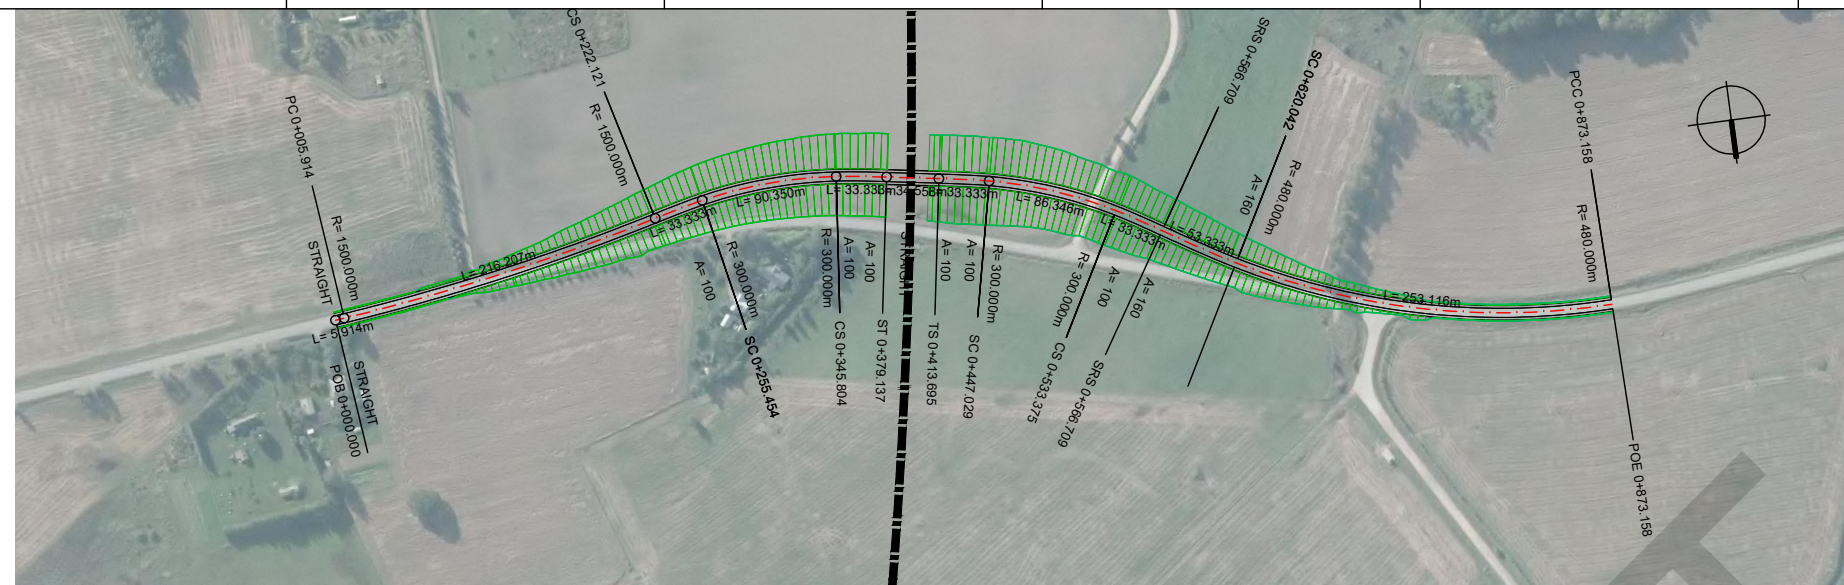 PC 0+005.914
R= 1500.000m
STRAIGHT
L= 5.914m
STRAIGHT
POB 0+000.000
L= 216.207m
CS 0+222.121
R= 1500.000m
L= 33.333m
A= 100
R= 300.000m
SC 0+255.454
L= 90.350m
R= 300.000m
A= 100
CS 0+345.804
L= 33.333m
A= 100
ST 0+379.137
34.558m
STRAIGHT
A= 100
TS 0+413.695
33.333m
A= 100
R= 300.000m
SC 0+447.029
L= 86.346m
R= 300.000m
A= 100
CS 0+533.375
L= 33.333m
A= 160
SRS 0+566.709
SRS 0+566.709
L= 53.333m
A= 160
R= 480.000m
SC 0+620.042
L= 253.116m
PCC 0+873.158
R= 480.000m
POE 0+873.158